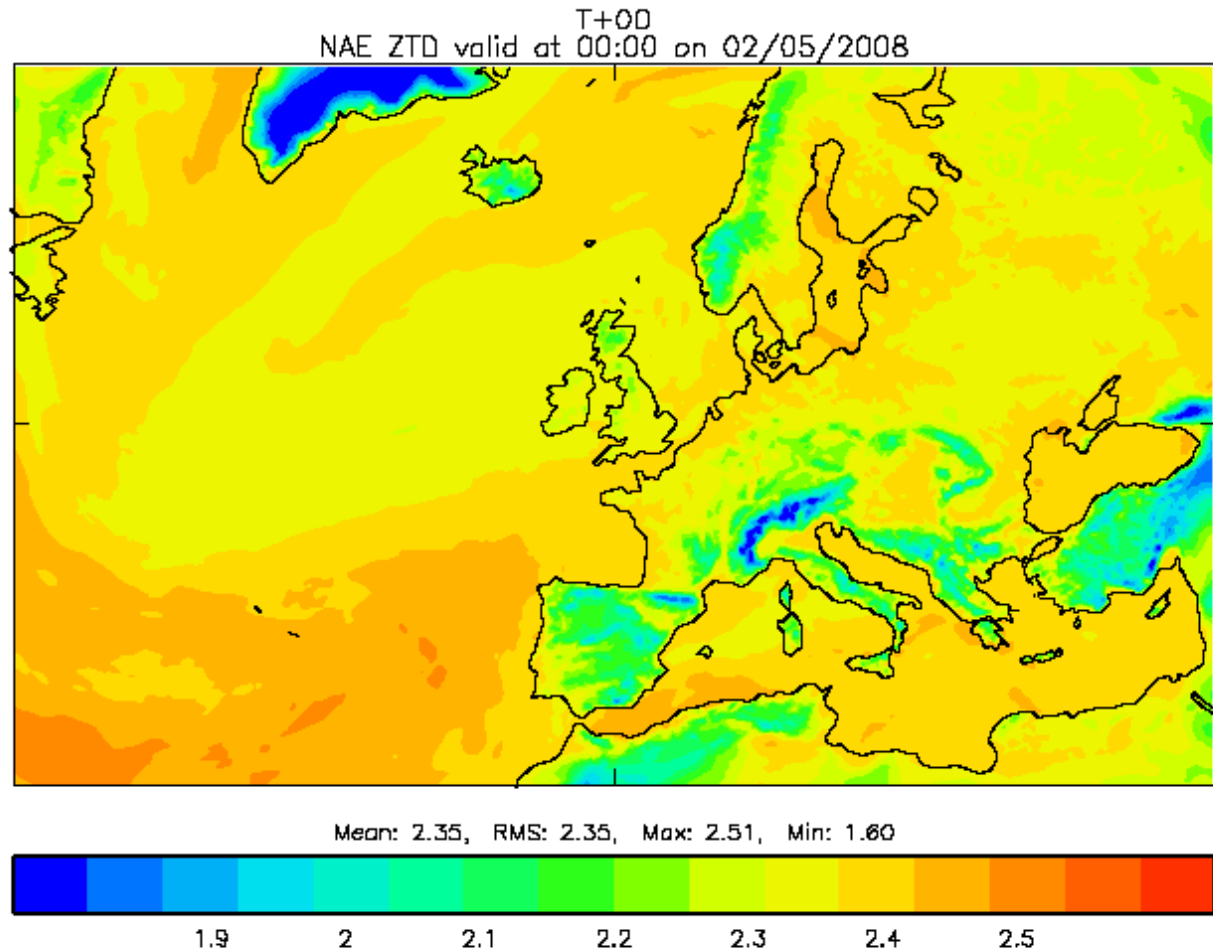 T+00
NAE ZTD valid at 00:00 on 02/05/2008
Mean: 2.35, RMS: 2.35, Max: 2.51, Min: 1.60
1.9 2 2.1 2.2 2.3 2.4 2.5